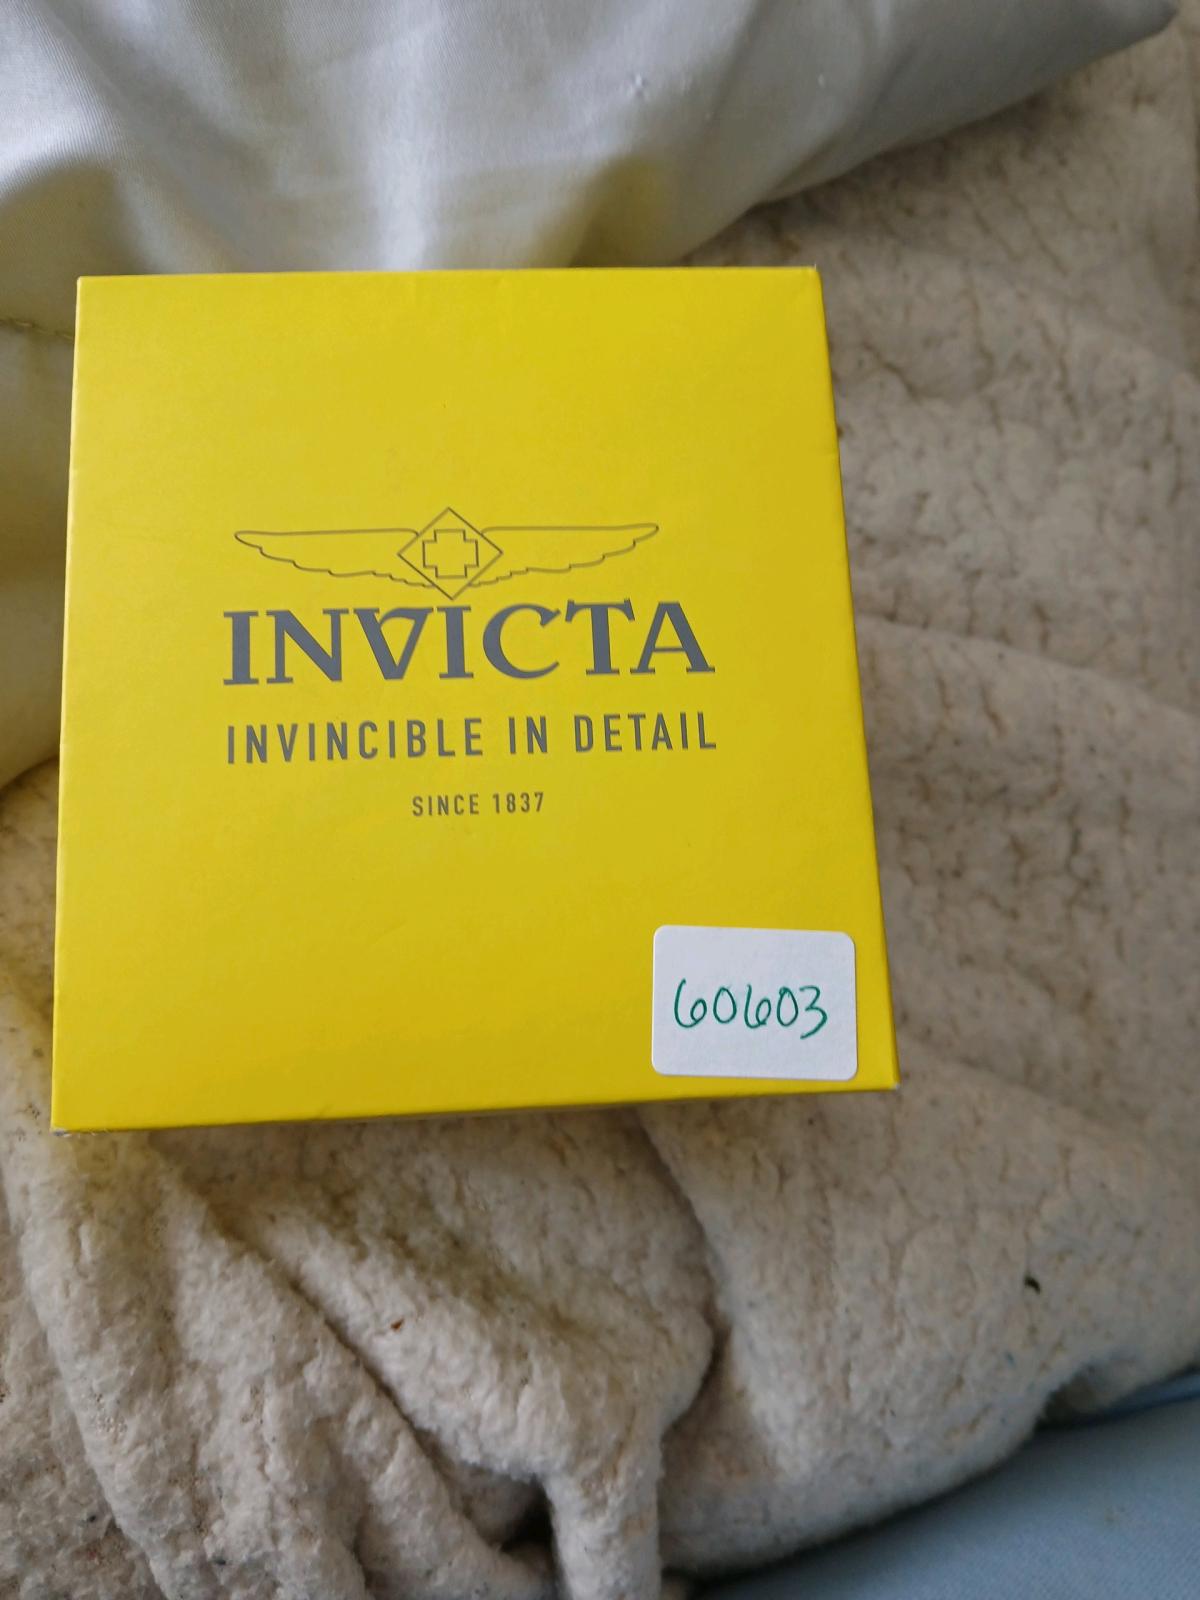 INVICTA
INVINCIBLE IN DETAIL
SINCE 1837
60603